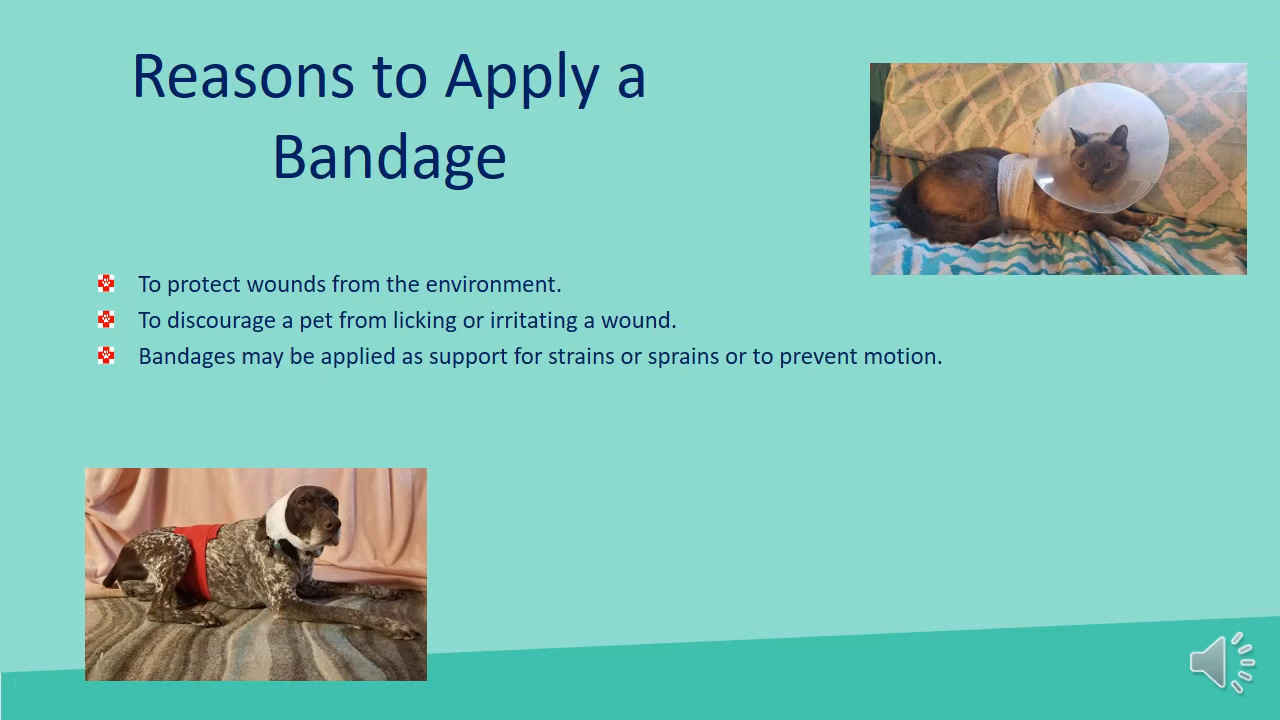 Reasons to Apply a
Bandage
To protect wounds from the environment.
To discourage a pet from licking or irritating a wound.
Bandages may be applied as support for strains or sprains or to prevent motion.